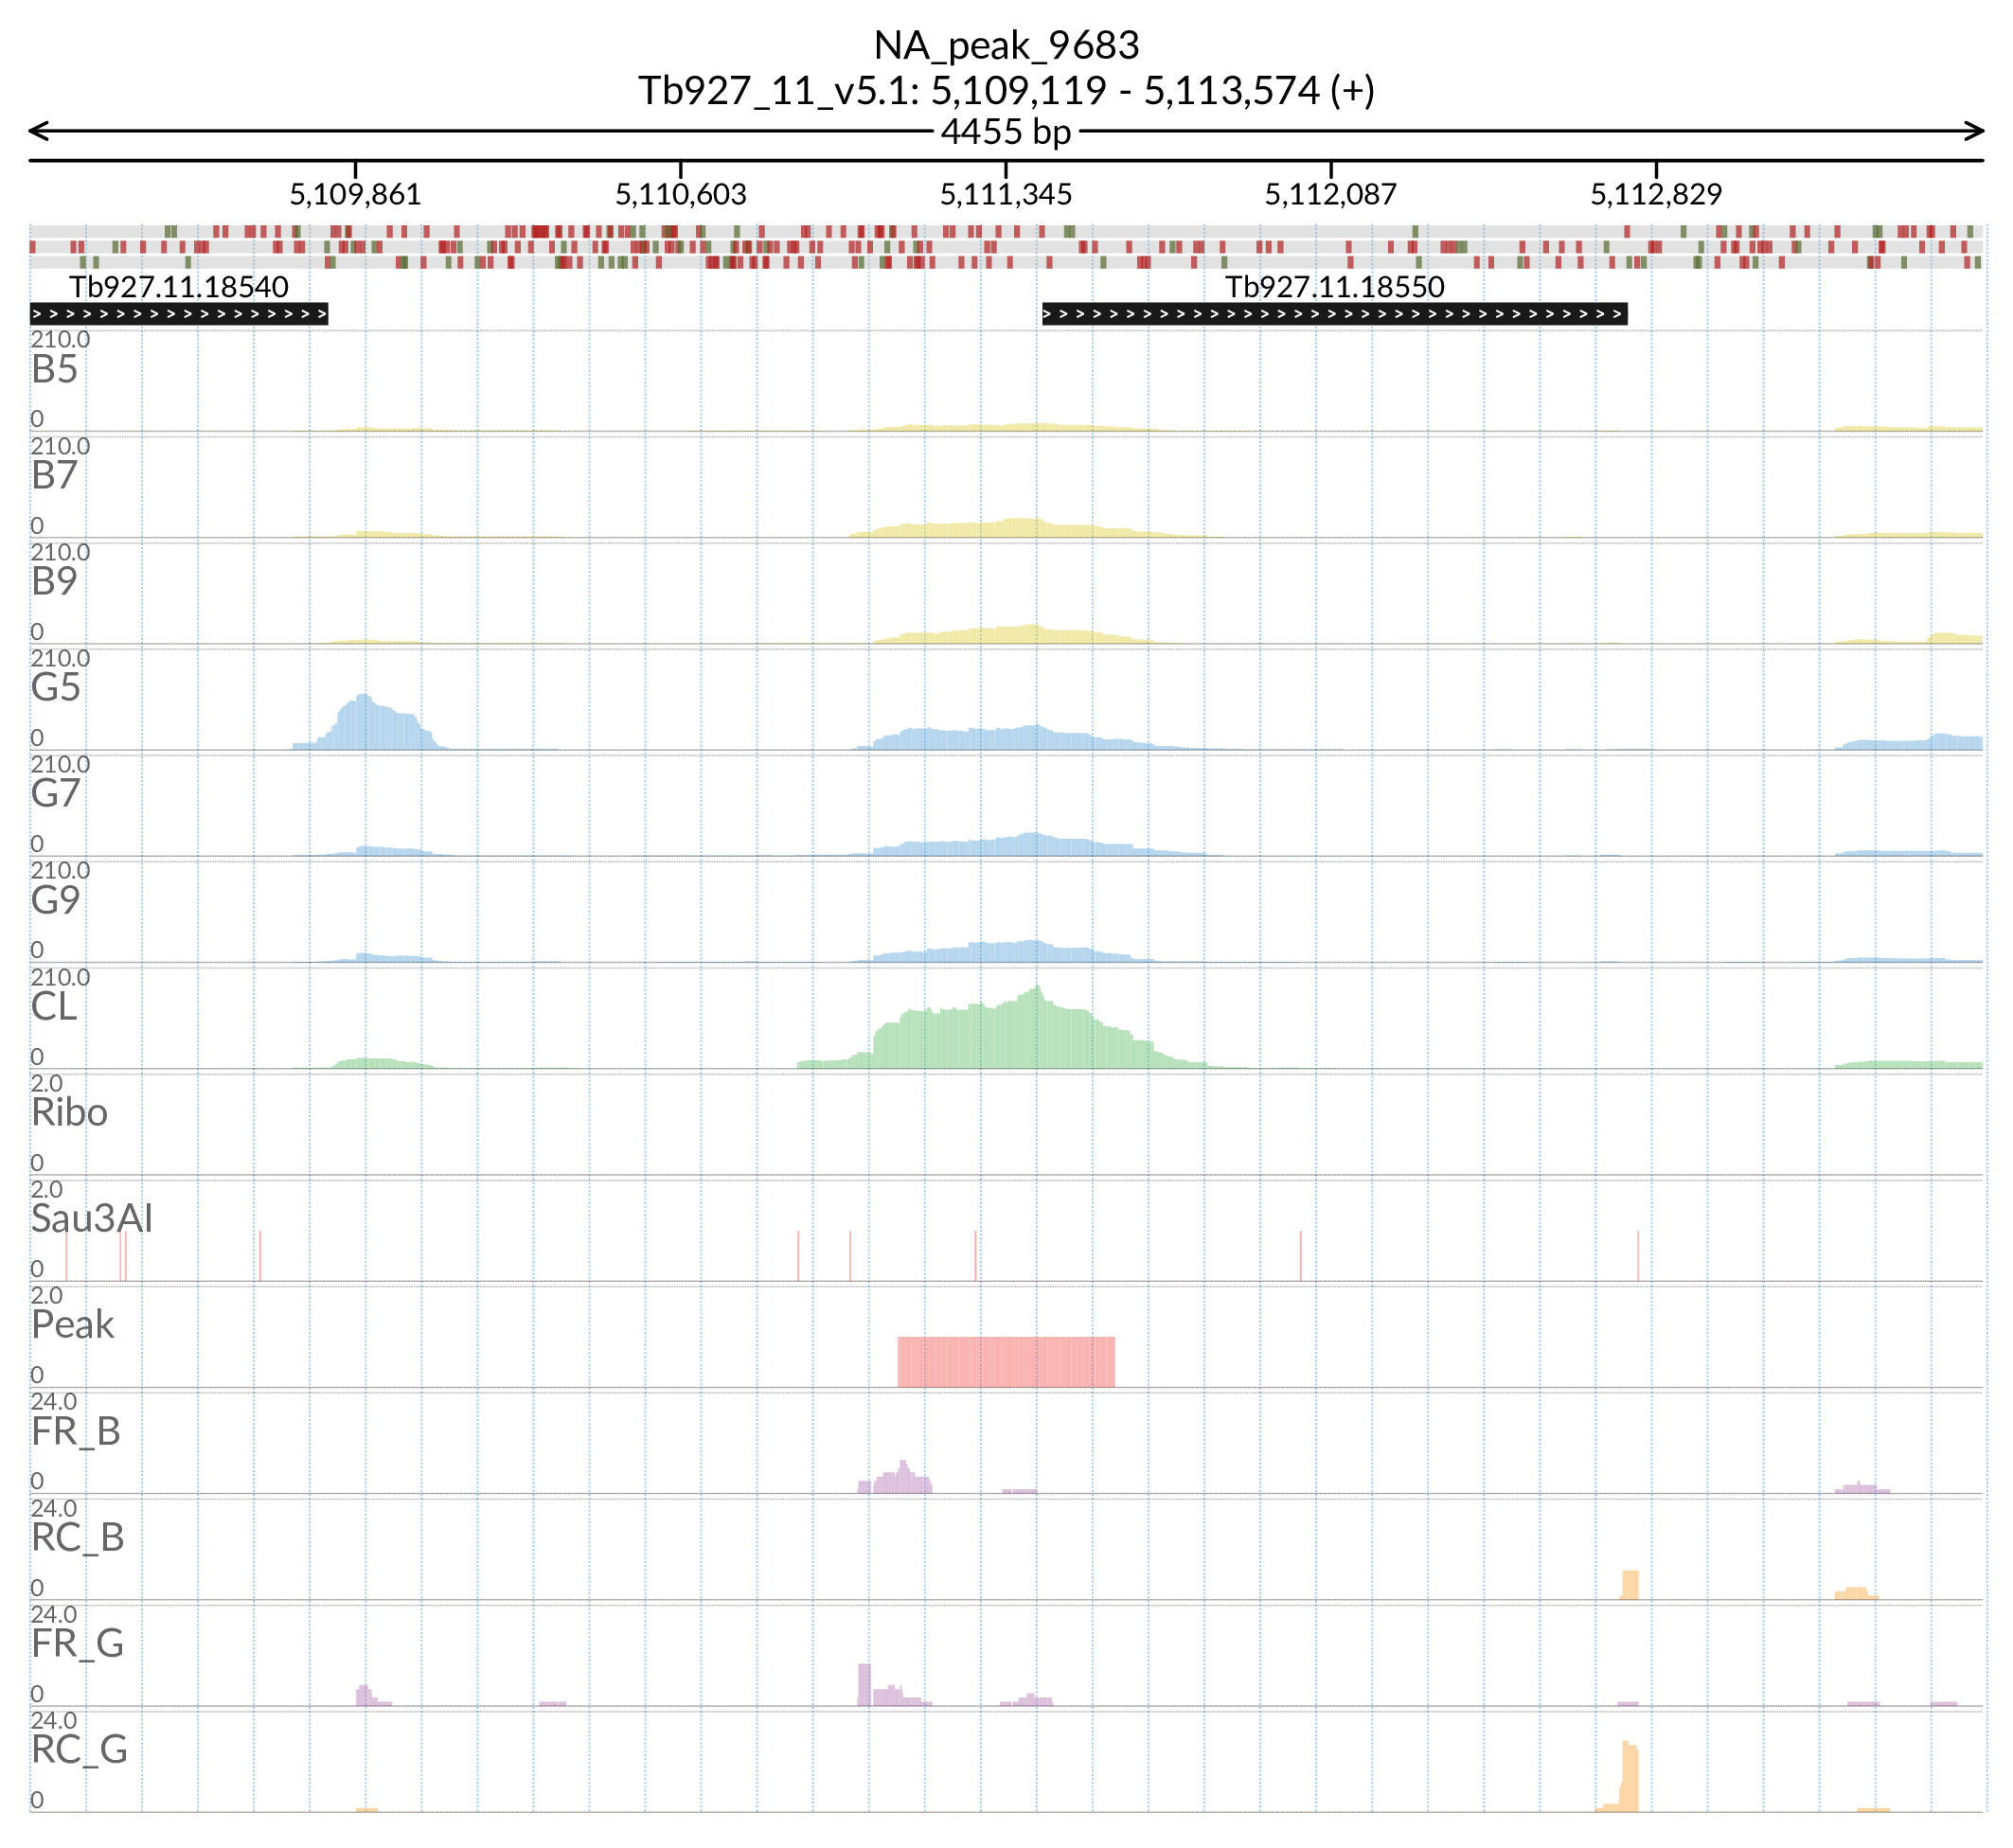 NA_peak_9683
Tb927_11_v5.1: 5,109,119 - 5,113,574 (+)
4455 bp
5,109,861 5,110,603 5,111,345 5,112,087 5,112,829
Tb927.11.18540 Tb927.11.18550
210.0
B5
0
210.0
B7
0
210.0
B9
0
210.0
G5
0
210.0
G7
0
210.0
G9
0
210.0
CL
0
2.0
Ribo
0
2.0
Sau3AI
0
2.0
Peak
0
24.0
FR_B
0
24.0
RC_B
0
24.0
FR_G
0
24.0
RC_G
0